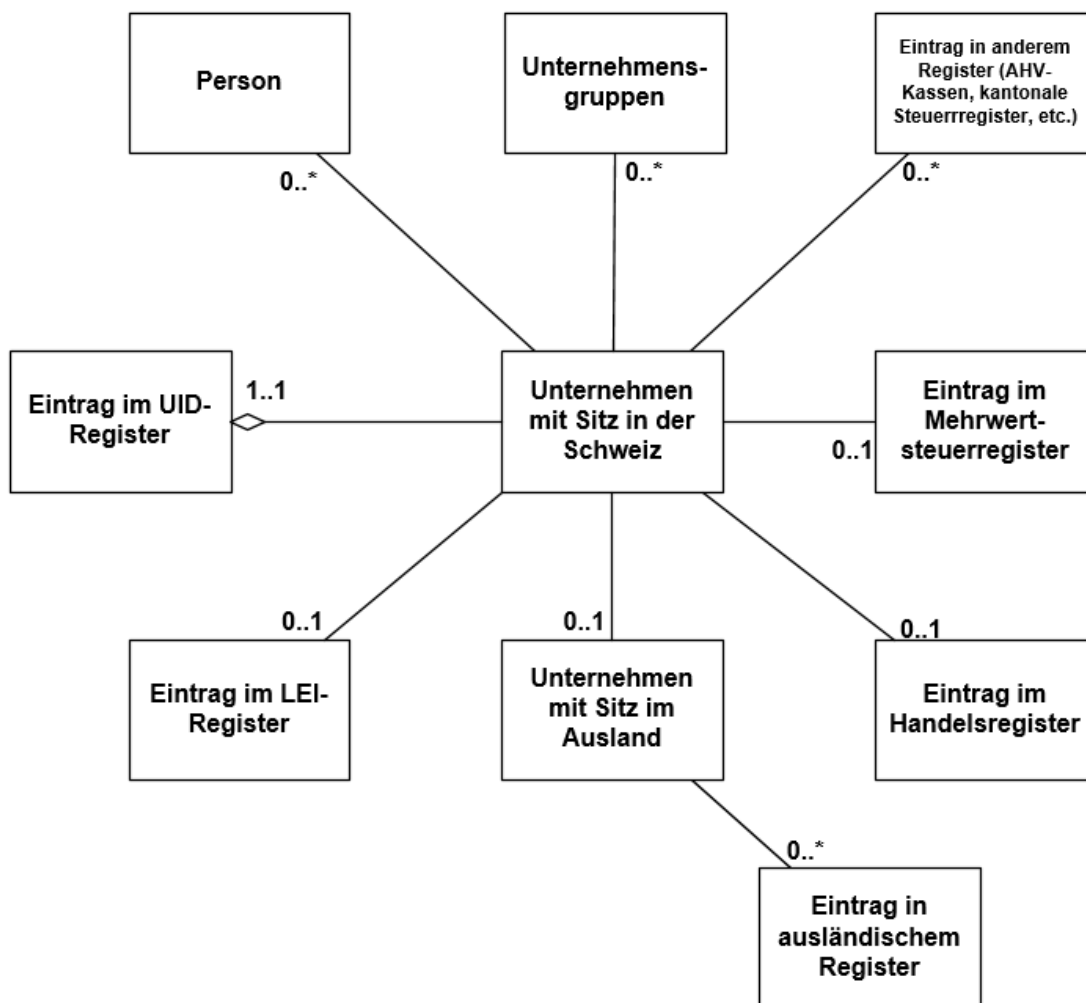 Person
Unternehmens-
gruppen
Eintrag in anderem
Register (AHV-
Kassen, kantonale
Steuerrregister, etc.)
0..*
0..*
0..*
Eintrag im UID-
Register
1..1
Unternehmen
mit Sitz in der
Schweiz
0..1
Eintrag im
Mehrwert-
steuerregister
0..1
0..1
0..1
Eintrag im LEI-
Register
Unternehmen
mit Sitz im
Ausland
Eintrag im
Handelsregister
0..*
Eintrag in
ausländischem
Register